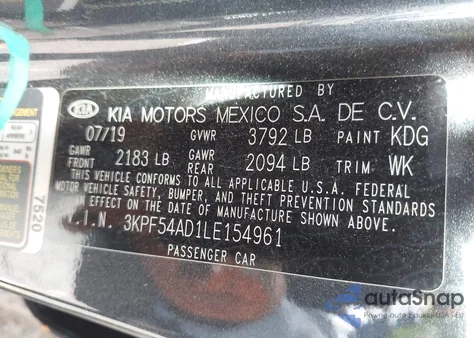 MANUFACTURED BY
KIA KIA MOTORS MEXICO S.A. DE C.V.
07/19 GVWR 3792 LB PAINT KDG
GAWR FRONT 2183 LB GAWR REAR 2094 LB TRIM WK
THIS VEHICLE CONFORMS TO ALL APPLICABLE U.S.A. FEDERAL
MOTOR VEHICLE SAFETY, BUMPER, AND THEFT PREVENTION STANDARDS
IN EFFECT ON THE DATE OF MANUFACTURE SHOWN ABOVE.
V.I.N. 3KPF54AD1LE154961
PASSENGER CAR
7520
autoSnap